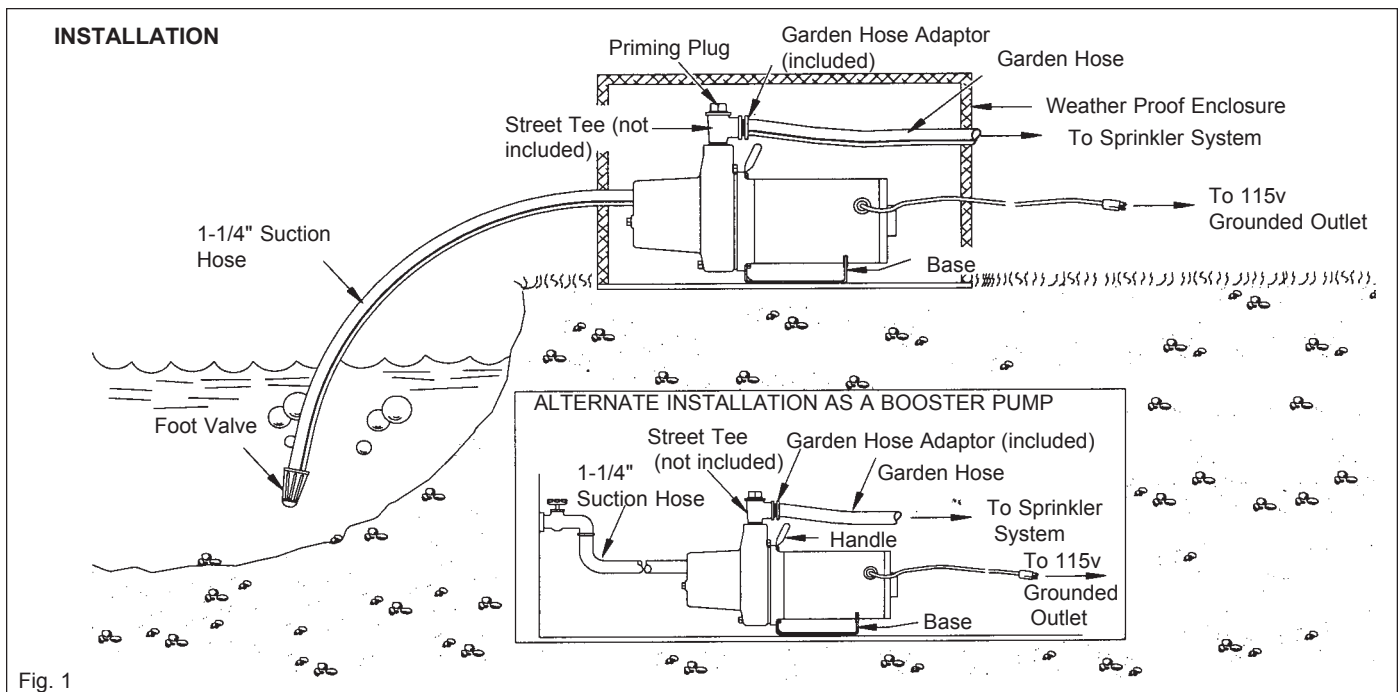 INSTALLATION
Priming Plug
Garden Hose Adaptor
(included)
Garden Hose
Weather Proof Enclosure
Street Tee (not
included)
To Sprinkler System
To 115v
Grounded Outlet
1-1/4" Suction
Hose
Base
Foot Valve
ALTERNATE INSTALLATION AS A BOOSTER PUMP
Street Tee
(not included)
Garden Hose Adaptor (included)
Garden Hose
1-1/4"
Suction Hose
To Sprinkler
System
Handle
To 115v
Grounded
Outlet
Base
Fig. 1